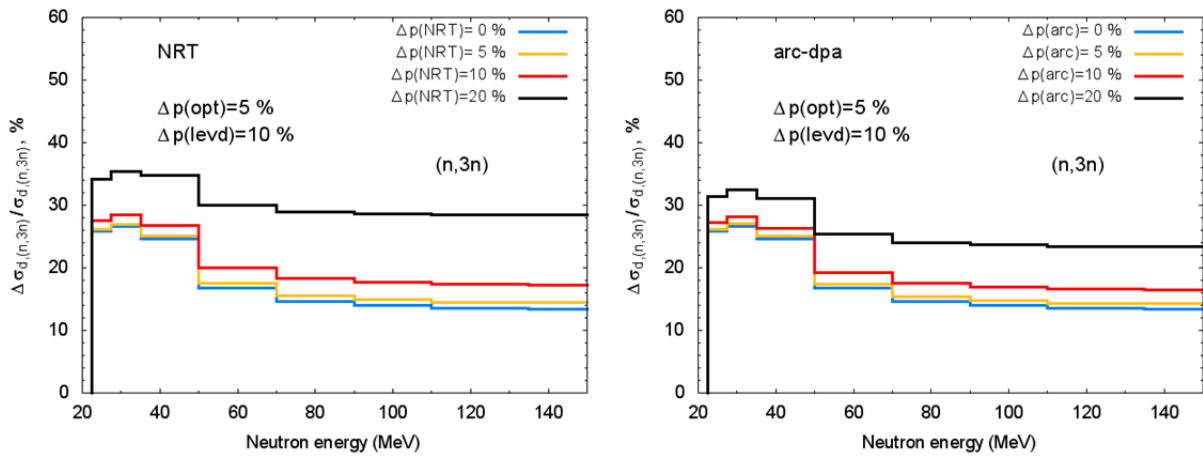 NRT
Δp(NRT)= 0 %
Δp(NRT)= 5 %
Δp(NRT)=10 %
Δp(NRT)=20 %
Δp(opt)=5 %
Δp(levd)=10 %
(n,3n)
Δσd,(n,3n)/σd,(n,3n), %
60
50
40
30
20
10
0
20 40 60 80 100 120 140
Neutron energy (MeV)
arc-dpa
Δp(arc)= 0 %
Δp(arc)= 5 %
Δp(arc)=10 %
Δp(arc)=20 %
Δp(opt)=5 %
Δp(levd)=10 %
(n,3n)
Δσd,(n,3n)/σd,(n,3n), %
60
50
40
30
20
10
0
20 40 60 80 100 120 140
Neutron energy (MeV)